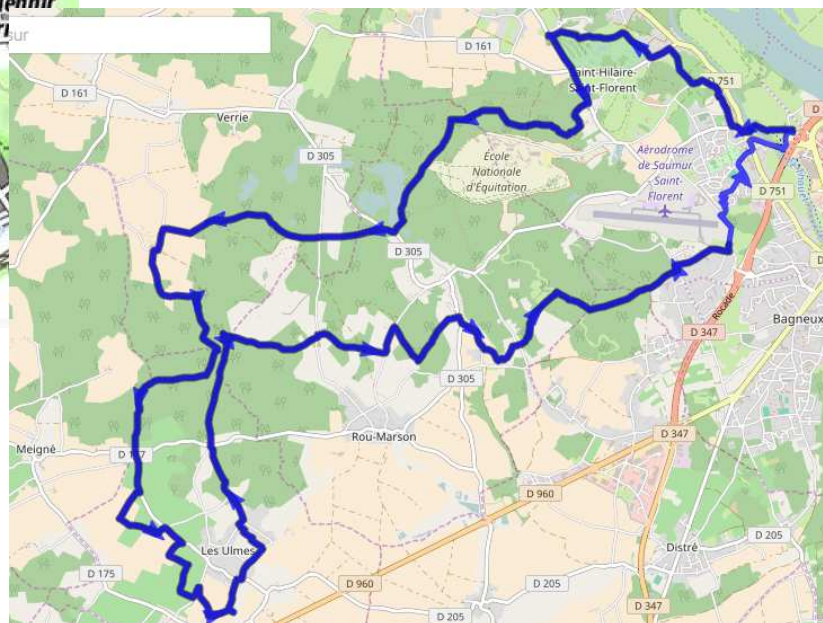 sur
D 161
D 161
Verrie
Saint-Hilaire-
Saint-Florent
D 751
D
D 305
École
Nationale
d'Équitation
Aérodrome
de Saumur
Saint-
Florent
D 751
D 305
Rocade
D 347
Bagneux
D 305
Rou-Marson
D 347
Meigné
D 960
Les Ulmes
D 175
D 960
D 205
D 205
Distré
D 205
D 347